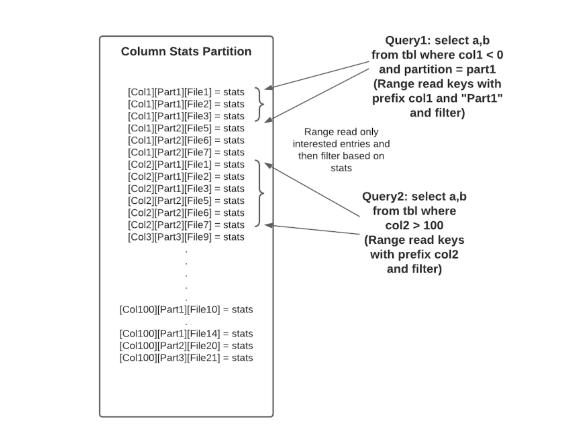 Column Stats Partition
[Col1][Part1][File1] = stats
[Col1][Part1][File2] = stats
[Col1][Part1][File3] = stats
[Col1][Part2][File5] = stats
[Col1][Part2][File6] = stats
[Col1][Part2][File7] = stats
[Col2][Part1][File1] = stats
[Col2][Part1][File2] = stats
[Col2][Part1][File3] = stats
[Col2][Part2][File5] = stats
[Col2][Part2][File6] = stats
[Col2][Part2][File7] = stats
[Col3][Part3][File9] = stats
.
.
.
.
.
[Col100][Part1][File10] = stats
.
[Col100][Part1][File14] = stats
[Col100][Part2][File20] = stats
[Col100][Part3][File21] = stats
Query1: select a,b
from tbl where col1 < 0
and partition = part1
(Range read keys with
prefix col1 and "Part1"
and filter)
Range read only
interested entries and
then filter based on
stats
Query2: select a,b
from tbl where
col2 > 100
(Range read keys
with prefix col2
and filter)